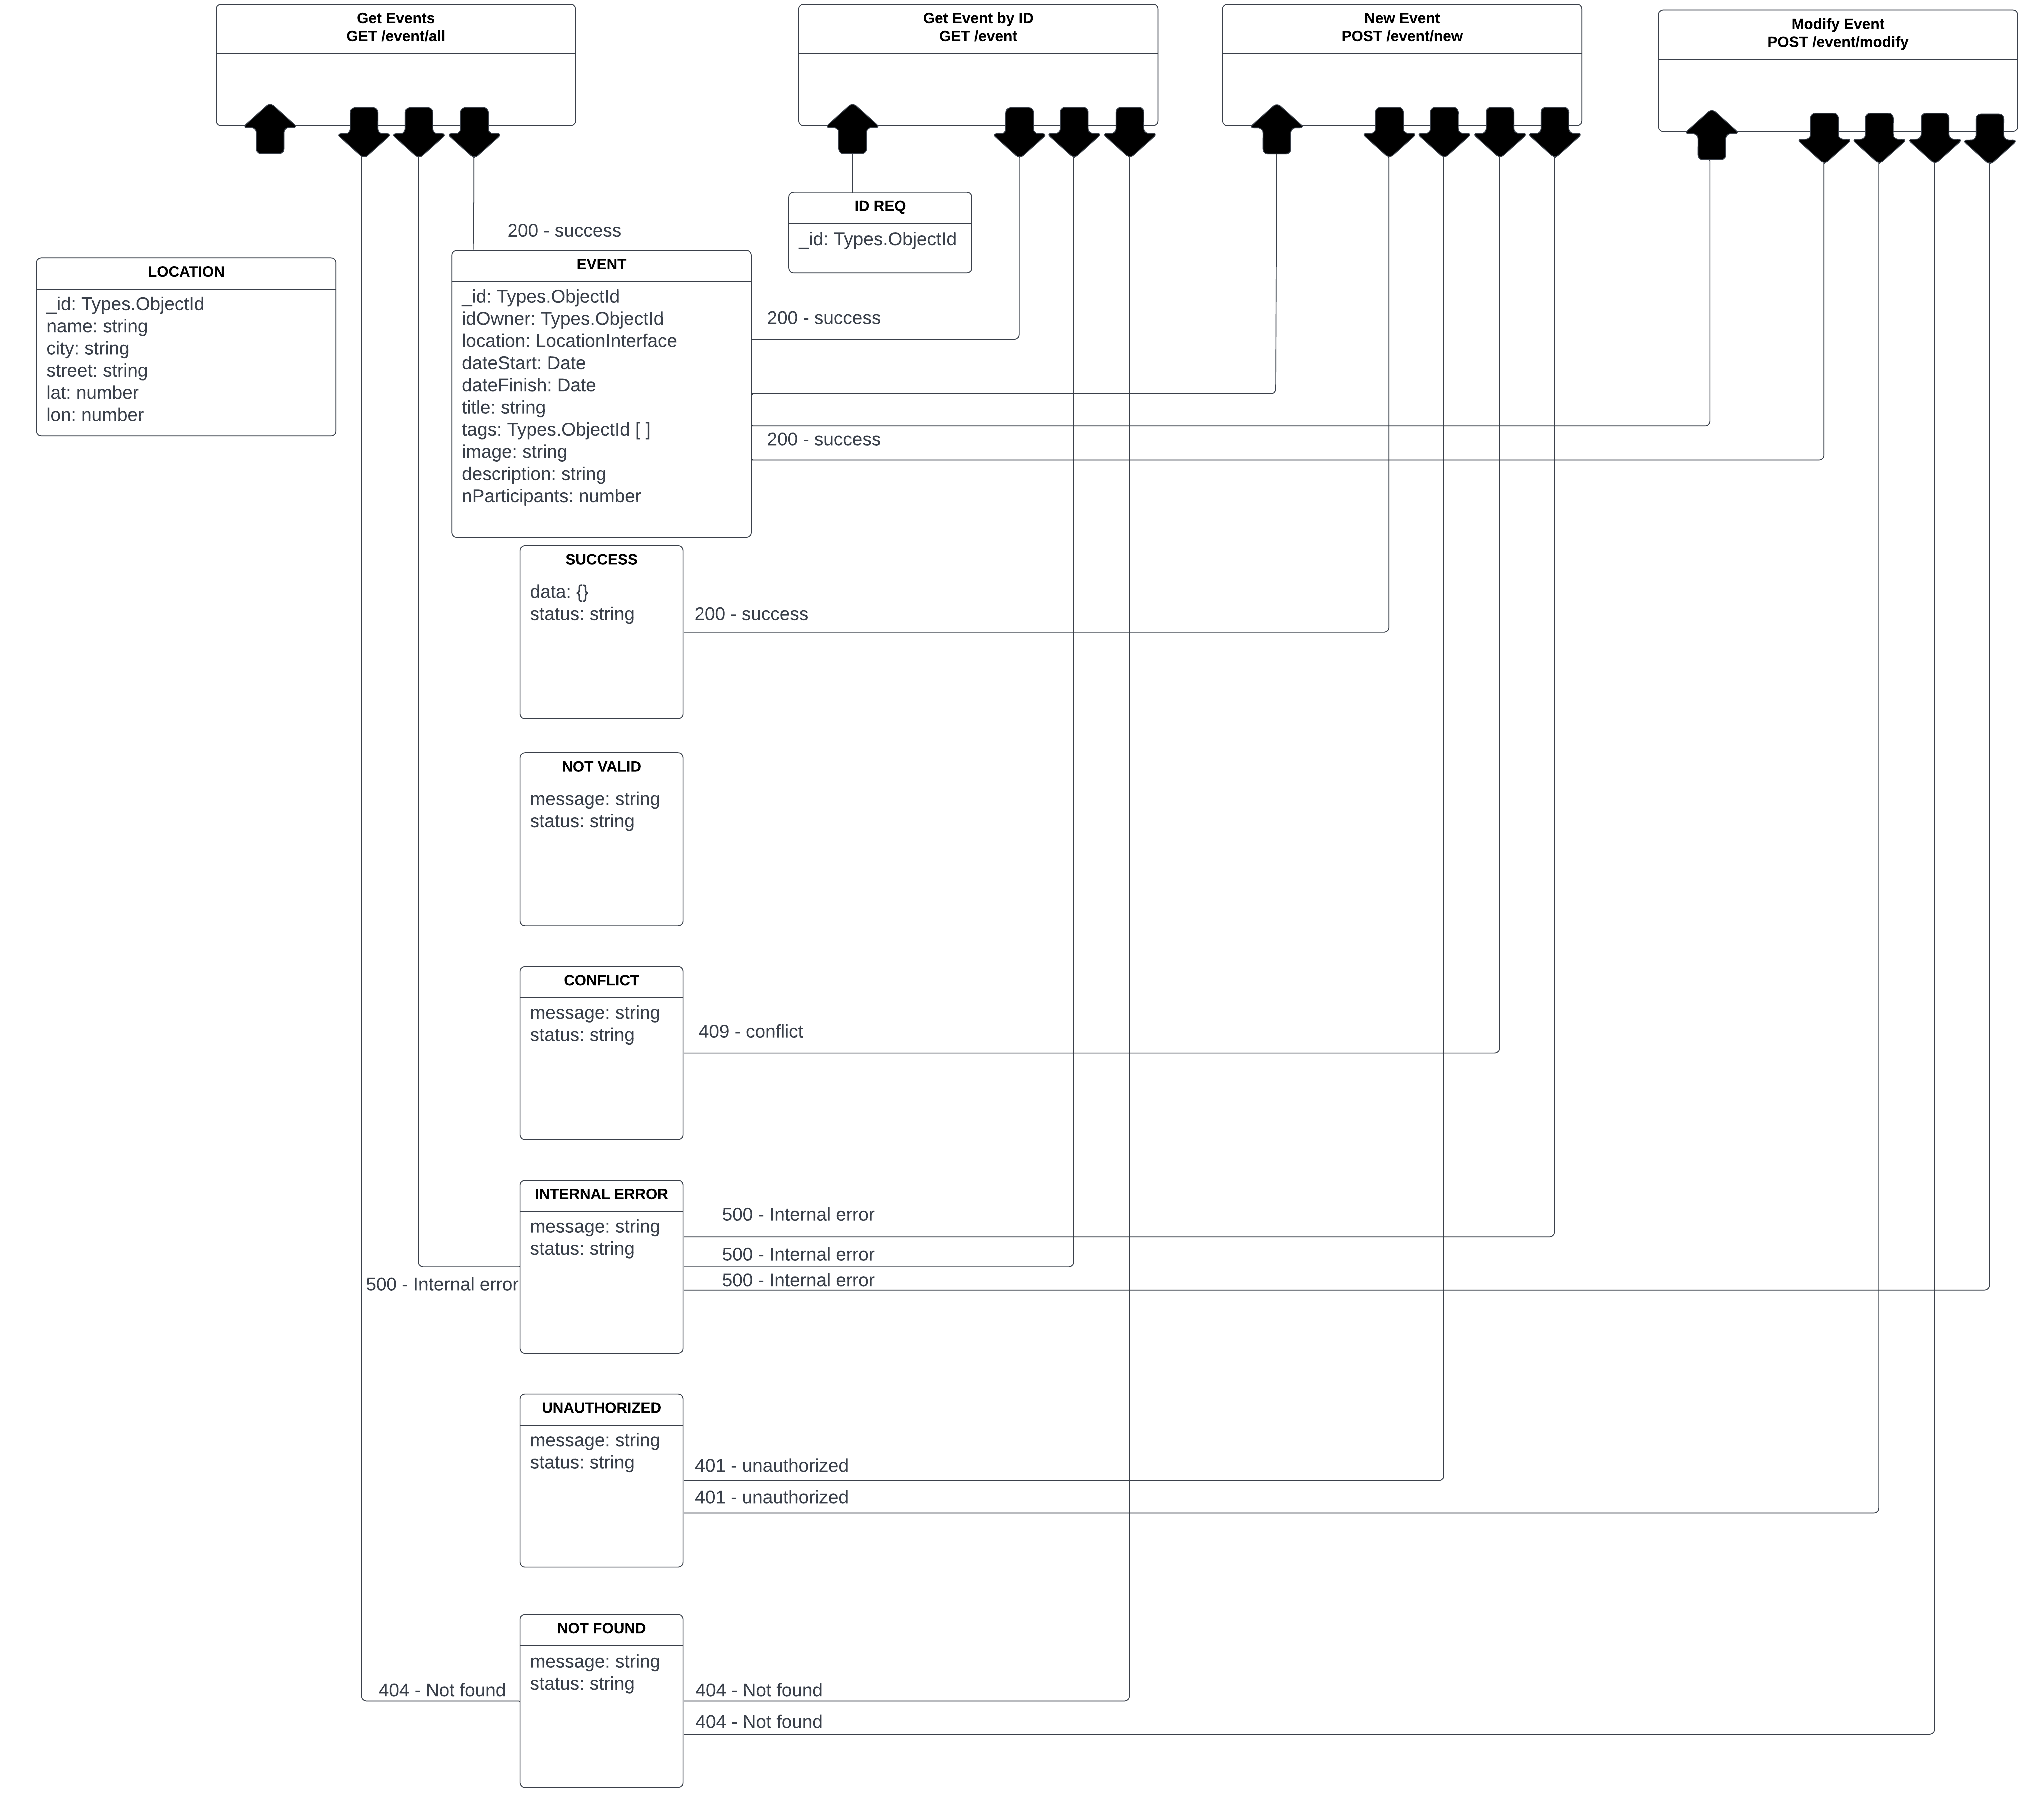 Get Events
GET /event/all
Get Event by ID
GET /event
New Event
POST /event/new
Modify Event
POST /event/modify
ID REQ
_id: Types.ObjectId
200 - success
LOCATION
_id: Types.ObjectId
name: string
city: string
street: string
lat: number
lon: number
EVENT
_id: Types.ObjectId
idOwner: Types.ObjectId
location: LocationInterface
dateStart: Date
dateFinish: Date
title: string
tags: Types.ObjectId [ ]
image: string
description: string
nParticipants: number
200 - success
200 - success
SUCCESS
data: {}
status: string
200 - success
NOT VALID
message: string
status: string
CONFLICT
message: string
status: string
409 - conflict
INTERNAL ERROR
message: string
status: string
500 - Internal error
500 - Internal error
500 - Internal error
500 - Internal error
UNAUTHORIZED
message: string
status: string
401 - unauthorized
401 - unauthorized
NOT FOUND
message: string
status: string
404 - Not found
404 - Not found
404 - Not found